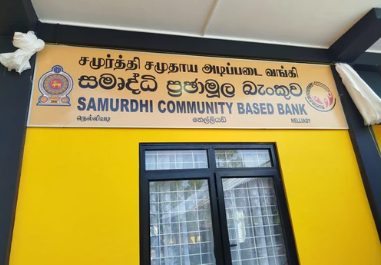 சமுர்த்தி சமுதாய அடிப்படை வங்கி
සමෘද්ධි ප්‍රජාමූල බැංකුව
SAMURDHI COMMUNITY BASED BANK
நெல்லியடி නෙල්ලියඩි NELLIADY